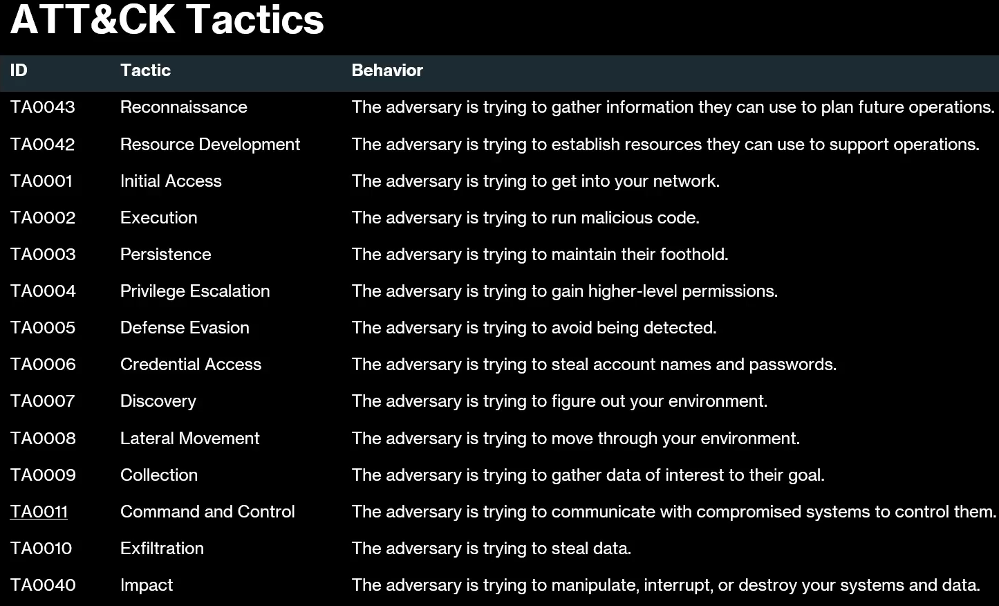 ATT&CK Tactics
ID Tactic Behavior
TA0043 Reconnaissance The adversary is trying to gather information they can use to plan future operations.
TA0042 Resource Development The adversary is trying to establish resources they can use to support operations.
TA0001 Initial Access The adversary is trying to get into your network.
TA0002 Execution The adversary is trying to run malicious code.
TA0003 Persistence The adversary is trying to maintain their foothold.
TA0004 Privilege Escalation The adversary is trying to gain higher-level permissions.
TA0005 Defense Evasion The adversary is trying to avoid being detected.
TA0006 Credential Access The adversary is trying to steal account names and passwords.
TA0007 Discovery The adversary is trying to figure out your environment.
TA0008 Lateral Movement The adversary is trying to move through your environment.
TA0009 Collection The adversary is trying to gather data of interest to their goal.
TA0011 Command and Control The adversary is trying to communicate with compromised systems to control them.
TA0010 Exfiltration The adversary is trying to steal data.
TA0040 Impact The adversary is trying to manipulate, interrupt, or destroy your systems and data.